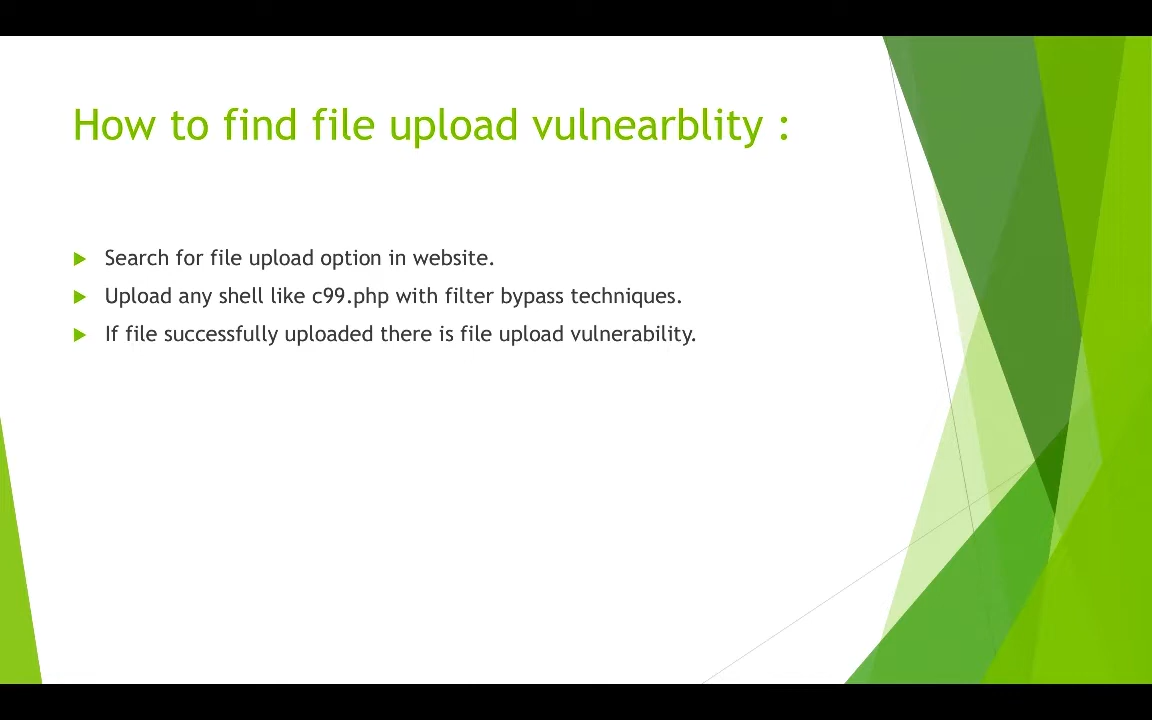 How to find file upload vulnearblity :
Search for file upload option in website.
Upload any shell like c99.php with filter bypass techniques.
If file successfully uploaded there is file upload vulnerability.